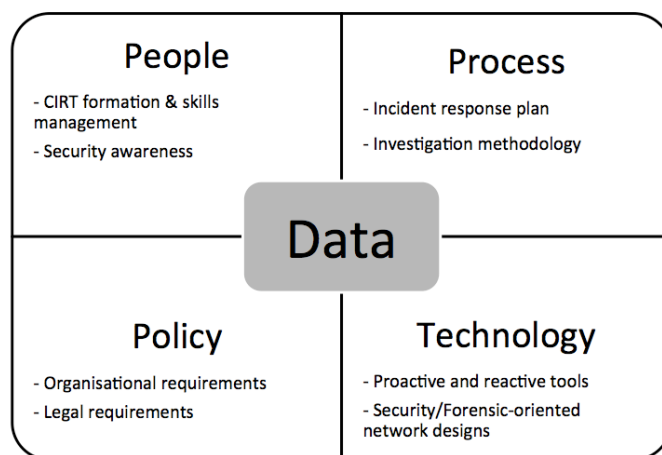 People
- CIRT formation & skills
management
- Security awareness
Process
- Incident response plan
- Investigation methodology
Data
Policy
- Organisational requirements
- Legal requirements
Technology
- Proactive and reactive tools
- Security/Forensic-oriented
network designs